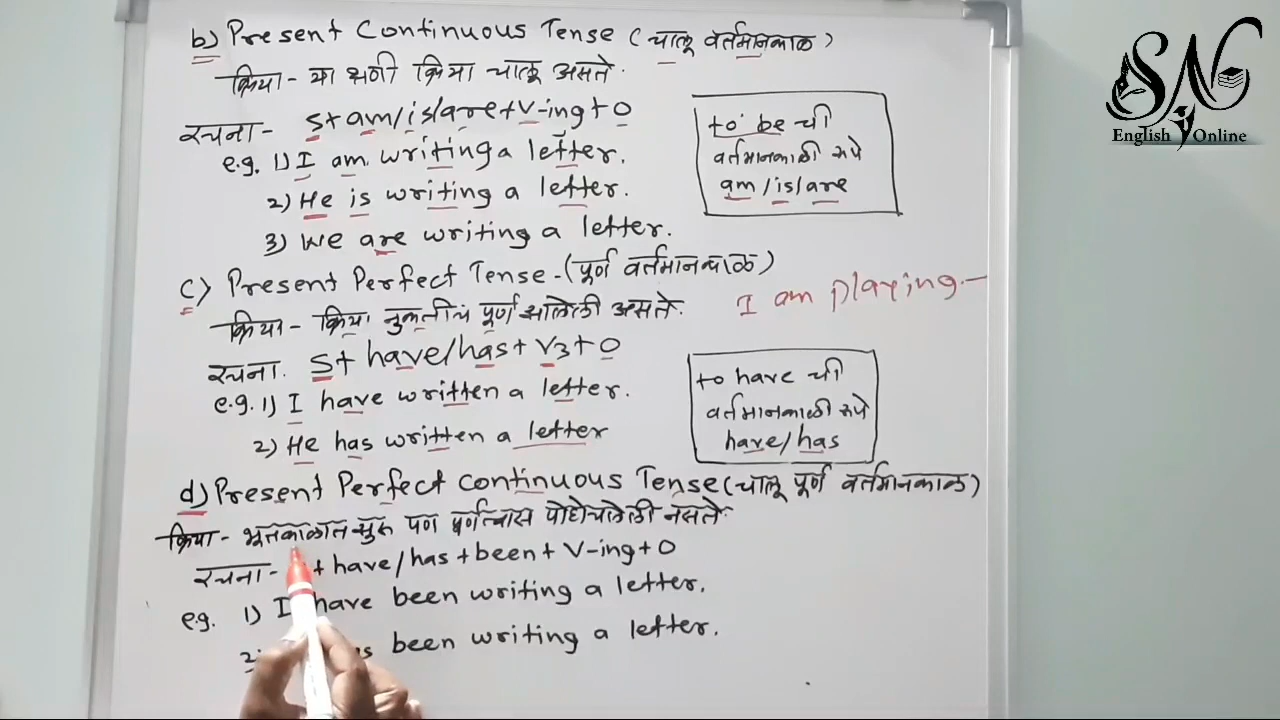 b) Present Continuous Tense (चालू वर्तमानकाळ)
क्रिया - या क्षणी क्रिया चालू असते.
रचना - S+am/is/are+V-ing+O
e.g. 1) I am writing a letter.
2) He is writing a letter.
3) We are writing a letter.
to be ची
वर्तमानकाळी रुपे
am/is/are
c) Present Perfect Tense - (पूर्ण वर्तमानकाळ)
क्रिया - क्रिया नुकतीच पूर्ण झालेली असते.
I am playing.-
रचना. S+ have/has+ V3+O
e.g. 1) I have written a letter.
2) He has written a letter
to have ची
वर्तमानकाळी रुपे
have/has
d) Present Perfect continuous Tense (चालू पूर्ण वर्तमानकाळ)
क्रिया - भूतकाळात सुरु पण पूर्णत्वास पोहोचलेली नसते.
रचना - + have/has +been+ V-ing+O
e.g. 1) I have been writing a letter.
2) been writing a letter.
SN
English Online